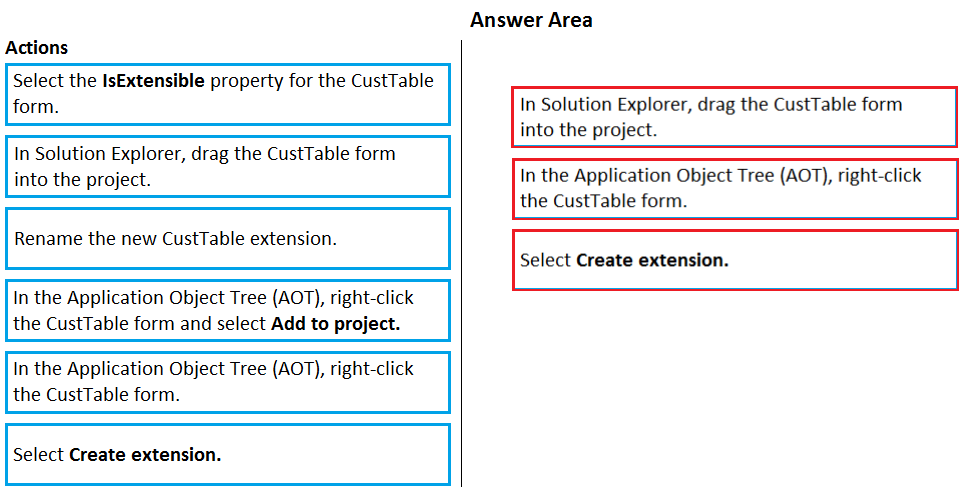 Answer Area
Actions
Select the IsExtensible property for the CustTable
form.
In Solution Explorer, drag the CustTable form
into the project.
Rename the new CustTable extension.
In the Application Object Tree (AOT), right-click
the CustTable form and select Add to project.
In the Application Object Tree (AOT), right-click
the CustTable form.
Select Create extension.
In Solution Explorer, drag the CustTable form
into the project.
In the Application Object Tree (AOT), right-click
the CustTable form.
Select Create extension.